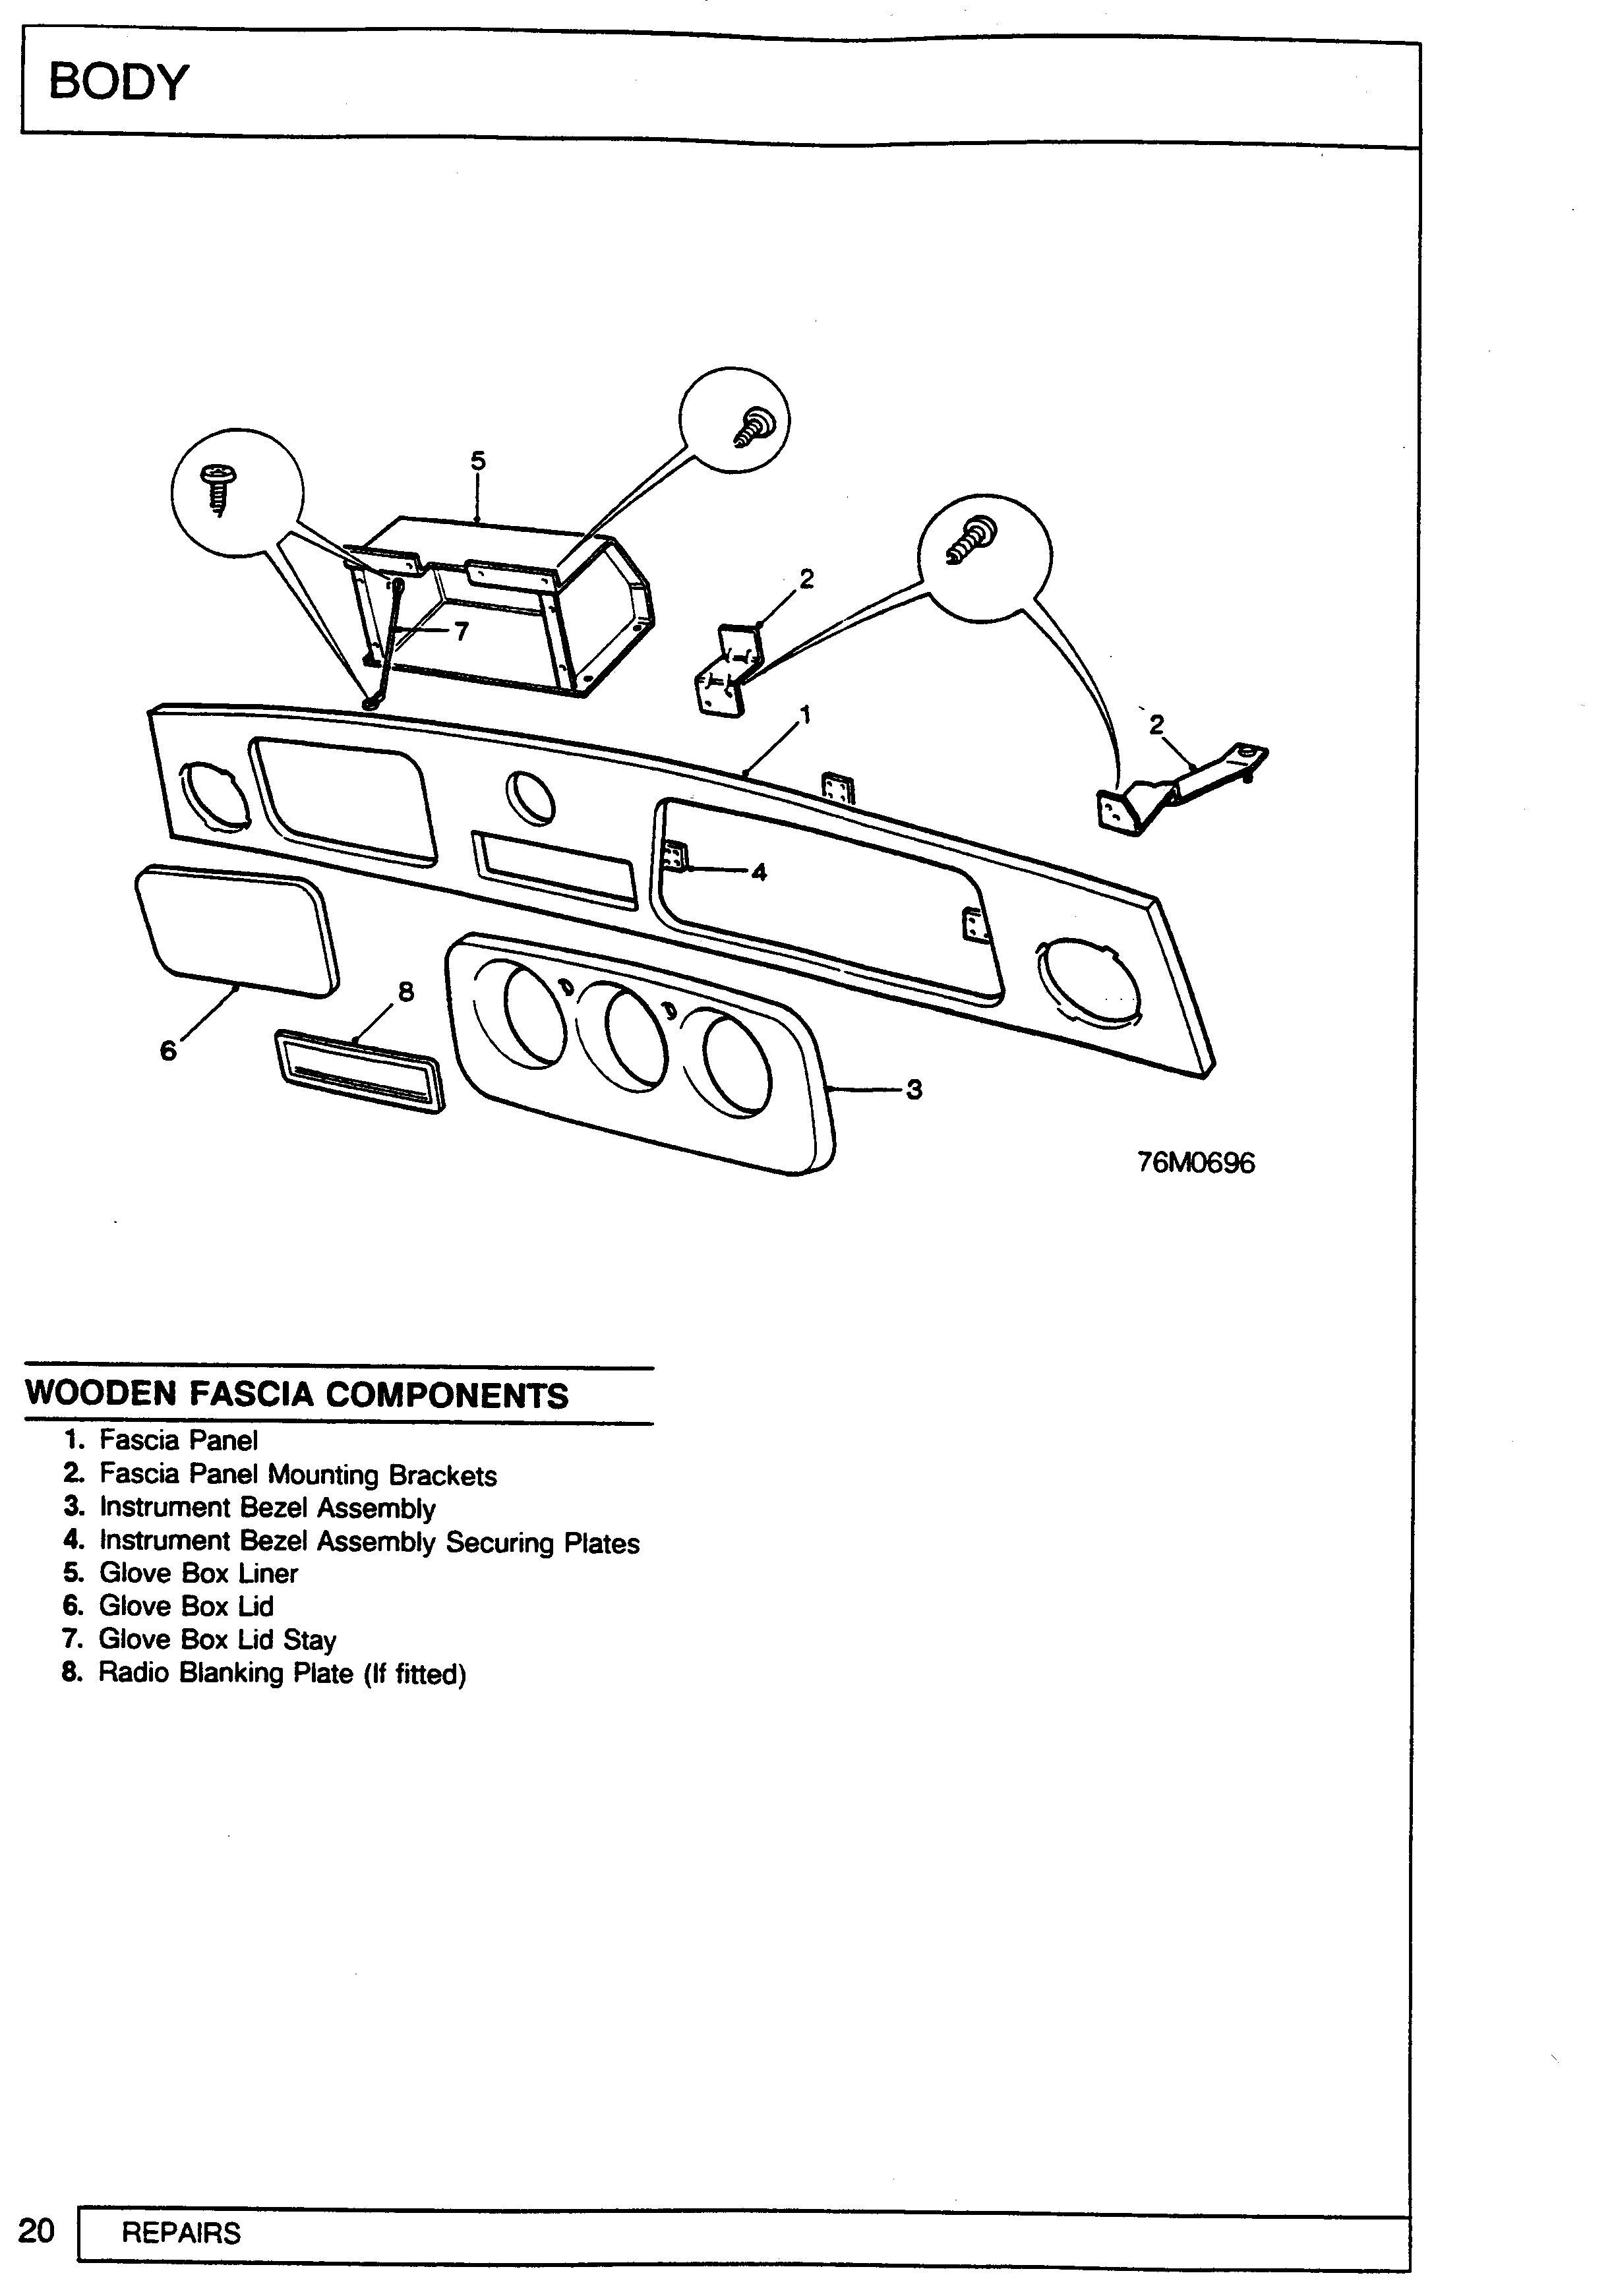 BODY
5
2
7
1
2
4
8
6
3
76M0696
WOODEN FASCIA COMPONENTS
1. Fascia Panel
2. Fascia Panel Mounting Brackets
3. Instrument Bezel Assembly
4. Instrument Bezel Assembly Securing Plates
5. Glove Box Liner
6. Glove Box Lid
7. Glove Box Lid Stay
8. Radio Blanking Plate (If fitted)
20 REPAIRS